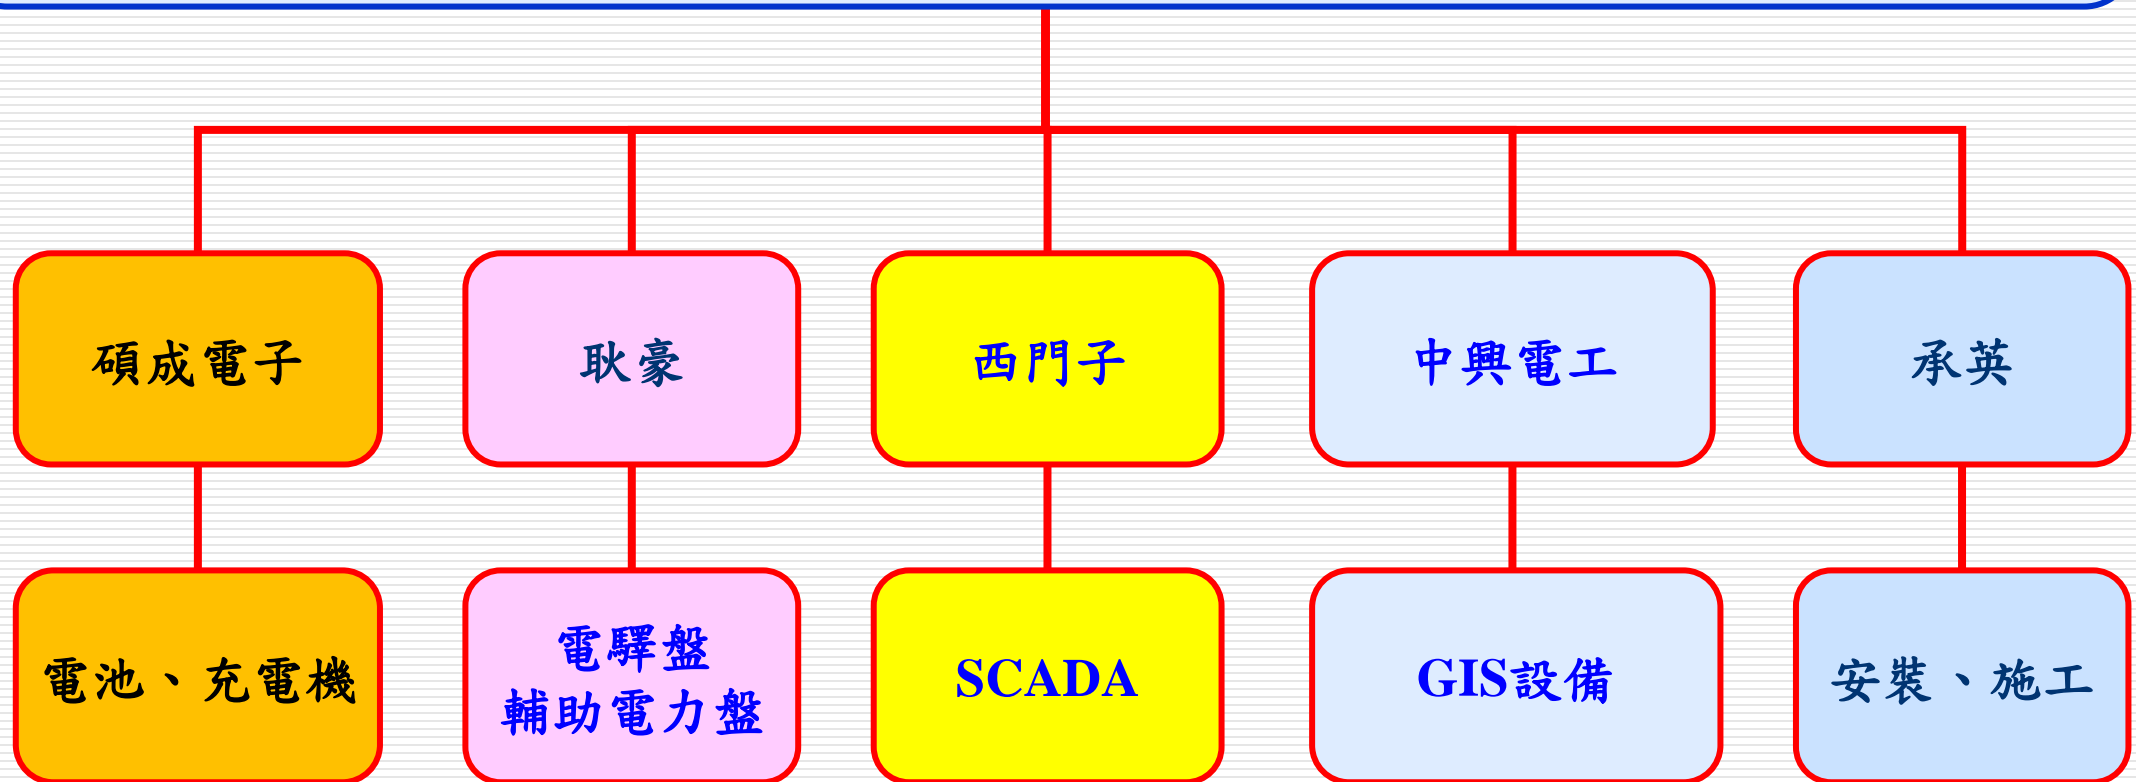 碩成電子
耿豪
西門子
中興電工
承英
電池、充電機
電驛盤
輔助電力盤
SCADA
GIS設備
安裝、施工